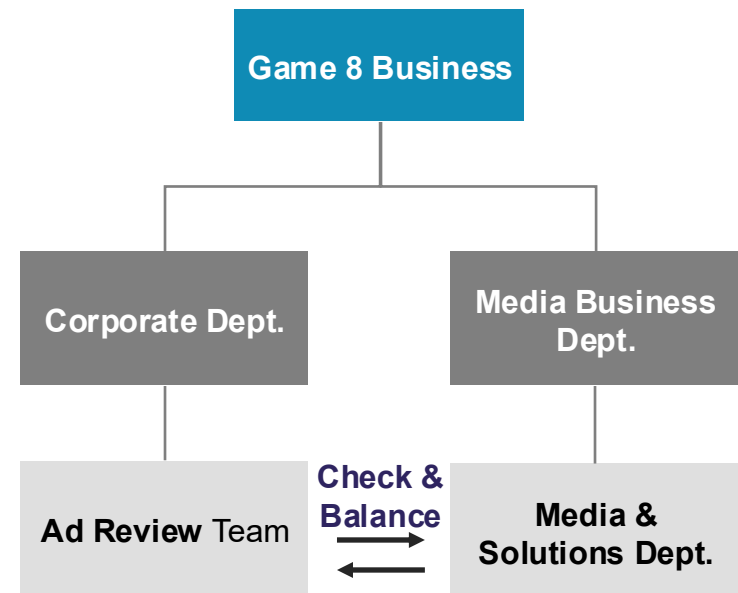 Game 8 Business
Corporate Dept.
Media Business
Dept.
Ad Review Team
Check &
Balance
Media &
Solutions Dept.